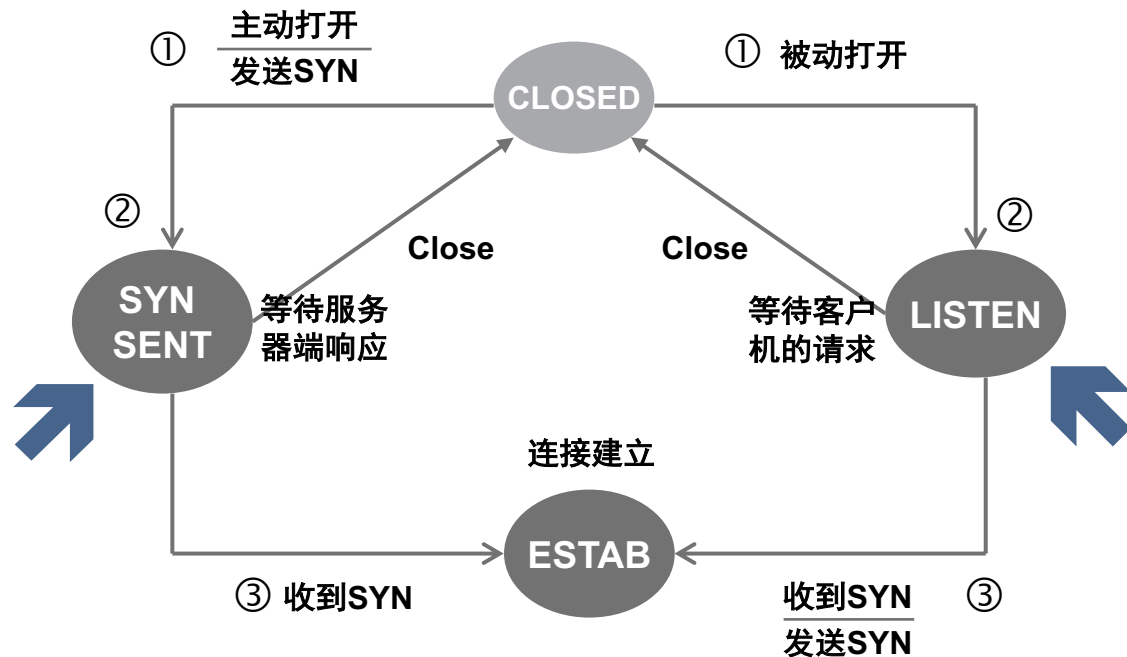 ① 主动打开
发送SYN
① 被动打开
CLOSED
②
②
Close
Close
SYN
SENT
等待服务
器端响应
等待客户
机的请求
LISTEN
连接建立
ESTAB
③ 收到SYN
收到SYN ③
发送SYN